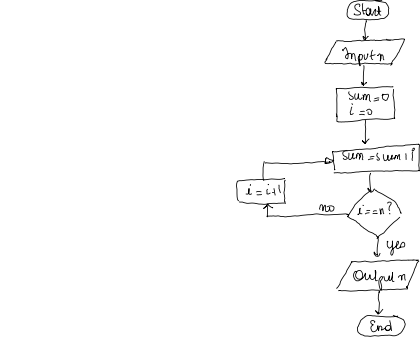 Start
Input n
sum=0
i=0
sum=sum+i
i=i+1
no
i==n?
yes
Output n
End